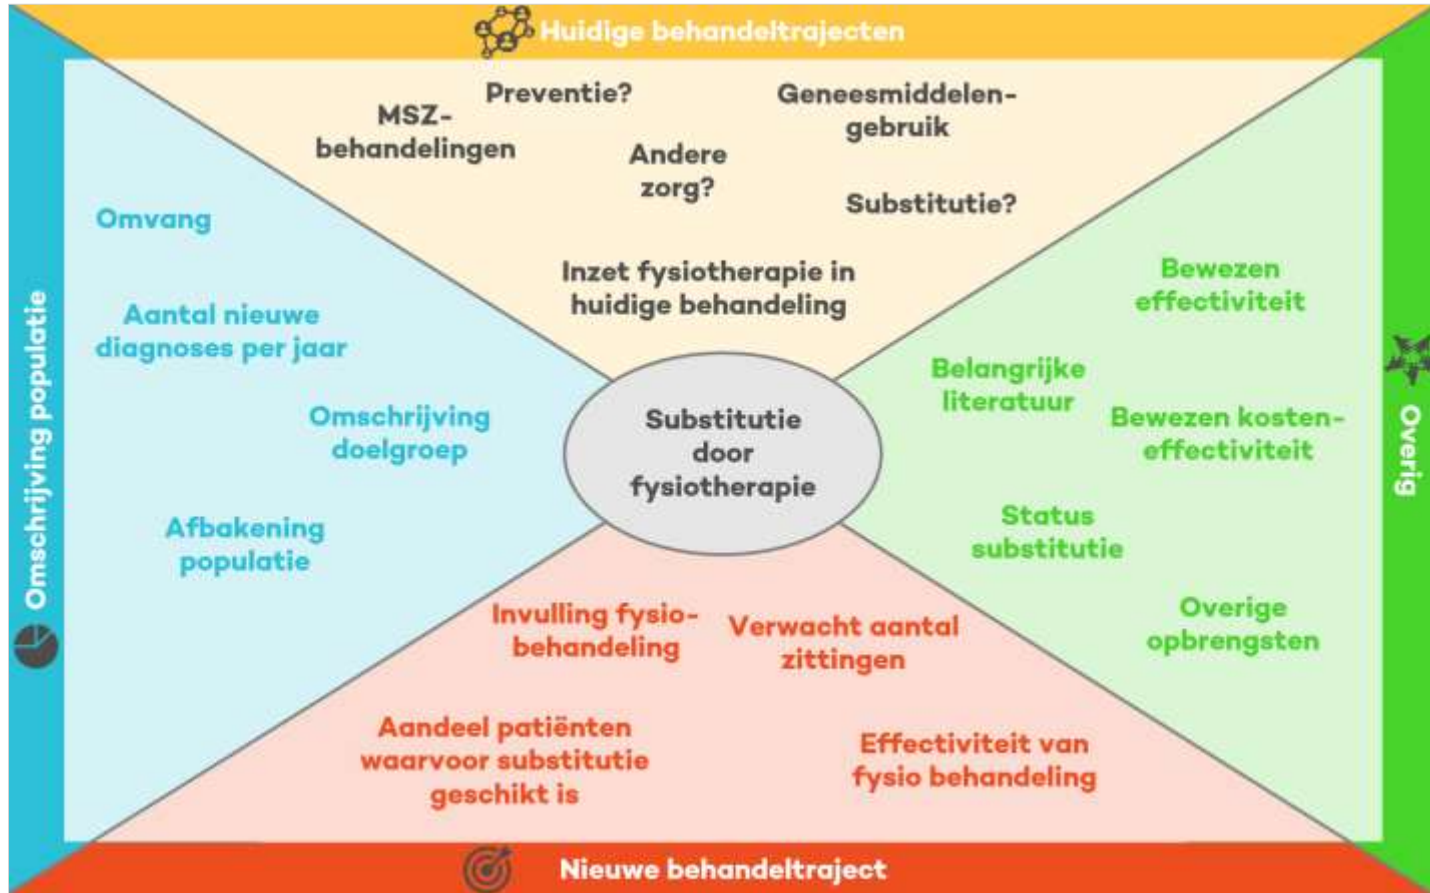 Huidige behandeltrajecten
Preventie?
MSZ-
behandelingen
Geneesmiddelen-
gebruik
Andere
zorg?
Substitutie?
Inzet fysiotherapie in
huidige behandeling
Omschrijving populatie
Omvang
Aantal nieuwe
diagnoses per jaar
Omschrijving
doelgroep
Afbakening
populatie
Substitutie
door
fysiotherapie
Overig
Bewezen
effectiviteit
Belangrijke
literatuur
Bewezen kosten-
effectiviteit
Status
substitutie
Overige
opbrengsten
Invulling fysio-
behandeling
Verwacht aantal
zittingen
Aandeel patiënten
waarvoor substitutie
geschikt is
Effectiviteit van
fysio behandeling
Nieuwe behandeltraject